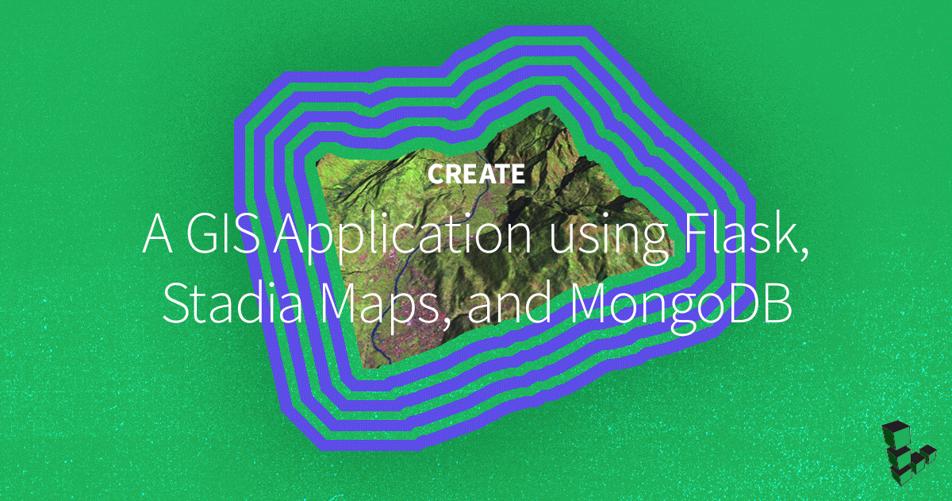 CREATE
A GIS Application using Flask,
Stadia Maps, and MongoDB